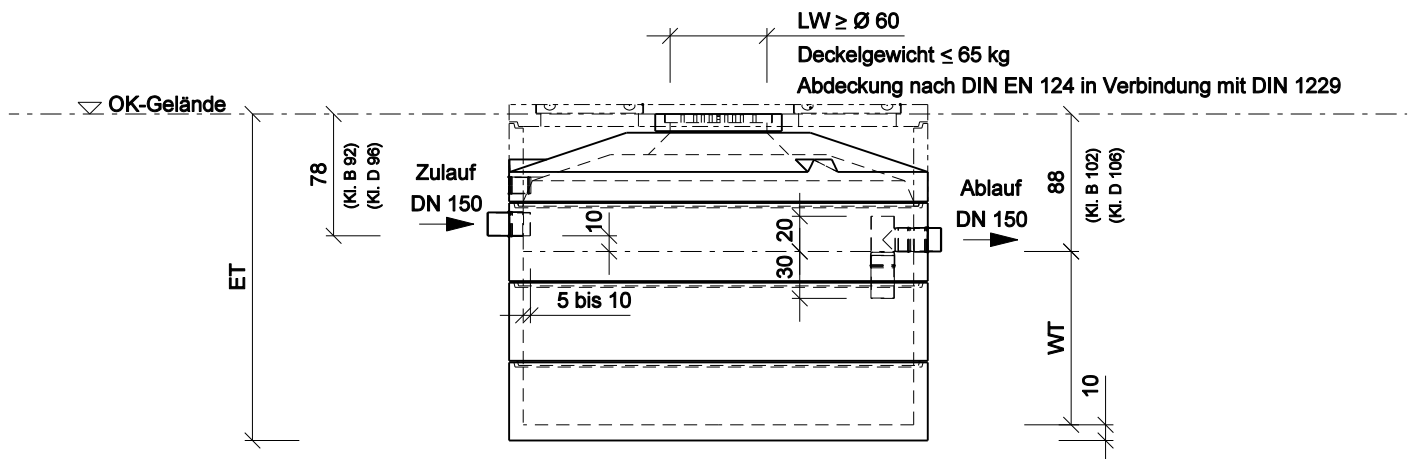 LW ≥ Ø 60
Deckelgewicht ≤ 65 kg
Abdeckung nach DIN EN 124 in Verbindung mit DIN 1229
OK-Gelände
78
(Kl. B 92)
(Kl. D 96)
Zulauf
DN 150
10
20
30
Ablauf
DN 150
88
(Kl. B 102)
(Kl. D 106)
ET
5 bis 10
WT
10